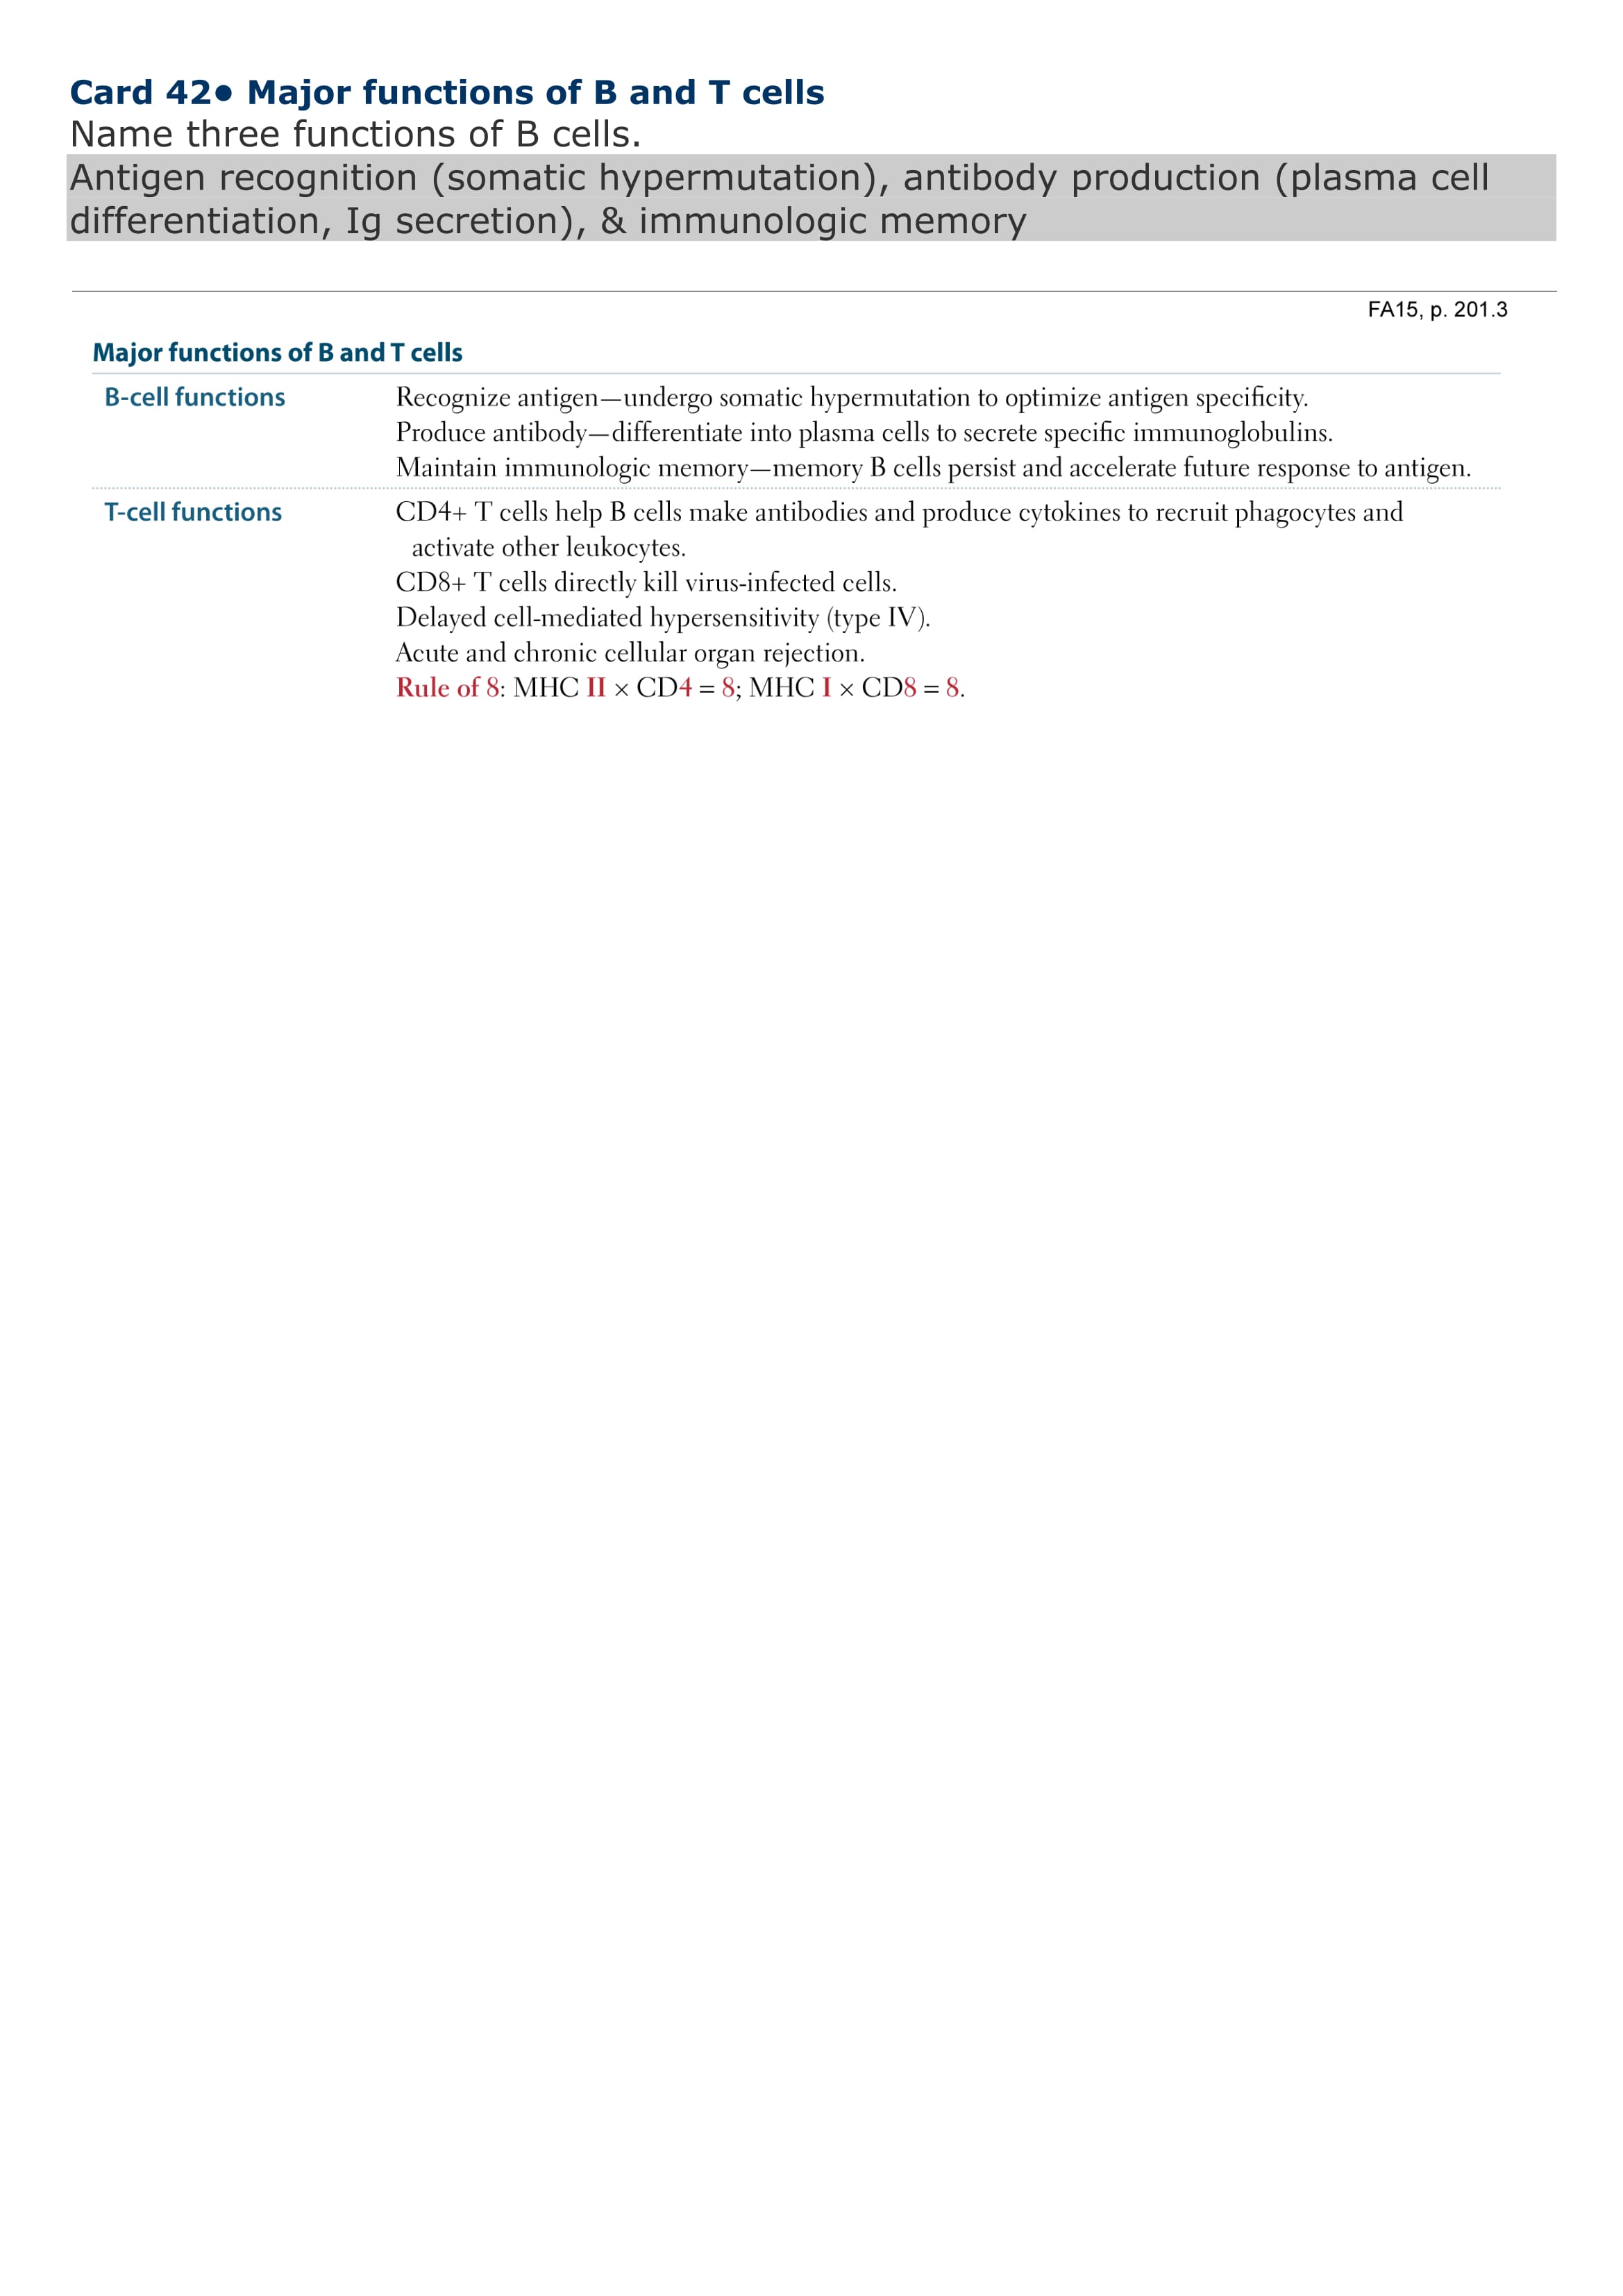 Card 42● Major functions of B and T cells
Name three functions of B cells.
Antigen recognition (somatic hypermutation), antibody production (plasma cell
differentiation, Ig secretion), & immunologic memory
FA15, p. 201.3
Major functions of B and T cells
B-cell functions
Recognize antigen—undergo somatic hypermutation to optimize antigen specificity.
Produce antibody—differentiate into plasma cells to secrete specific immunoglobulins.
Maintain immunologic memory—memory B cells persist and accelerate future response to antigen.
T-cell functions
CD4+ T cells help B cells make antibodies and produce cytokines to recruit phagocytes and
activate other leukocytes.
CD8+ T cells directly kill virus-infected cells.
Delayed cell-mediated hypersensitivity (type IV).
Acute and chronic cellular organ rejection.
Rule of 8: MHC II × CD4 = 8; MHC I × CD8 = 8.